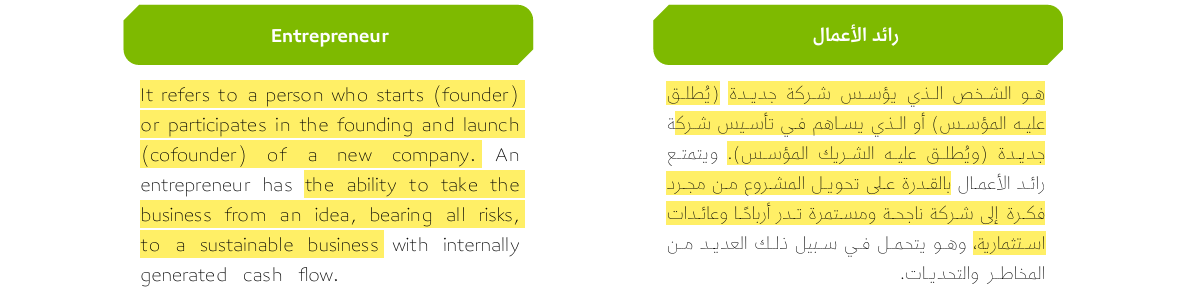 Entrepreneur
It refers to a person who starts (founder)
or participates in the founding and launch
(cofounder) of a new company. An
entrepreneur has the ability to take the
business from an idea, bearing all risks,
to a sustainable business with internally
generated cash flow.
رائد الأعمال
هو الشخص الذي يؤسس شركة جديدة (يُطلق
عليه المؤسس) أو الذي يساهم في تأسيس شركة
جديدة (ويُطلق عليه الشريك المؤسس). ويتمتع
رائد الأعمال بالقدرة على تحويل المشروع من مجرد
فكرة إلى شركة ناجحة ومستمرة تدر أرباحًا وعائدات
استثمارية، وهو يتحمل في سبيل ذلك العديد من
المخاطر والتحديات.